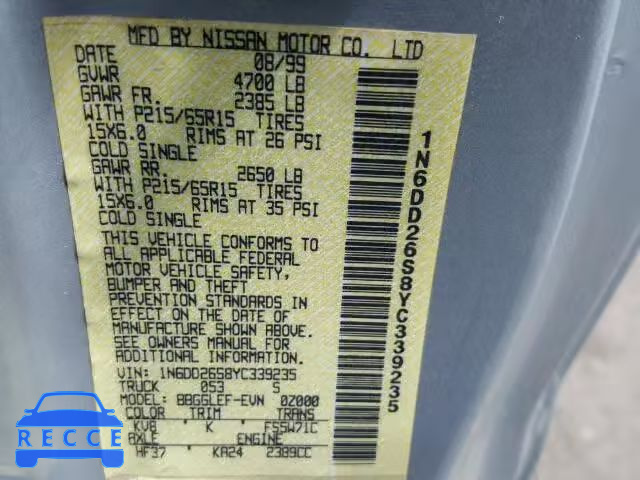 MFD BY NISSAN MOTOR CO. LTD
DATE 08/99
GVWR 4700 LB
GAWR FR. 2385 LB
WITH P215/65R15 TIRES
15X6.0 RIMS AT 26 PSI
COLD SINGLE
GAWR RR. 2650 LB
WITH P215/65R15 TIRES
15X6.0 RIMS AT 35 PSI
COLD SINGLE
THIS VEHICLE CONFORMS TO
ALL APPLICABLE FEDERAL
MOTOR VEHICLE SAFETY,
BUMPER AND THEFT
PREVENTION STANDARDS IN
EFFECT ON THE DATE OF
MANUFACTURE SHOWN ABOVE.
SEE OWNERS MANUAL FOR
ADDITIONAL INFORMATION.
VIN: 1N6DD26S8YC339235
TRUCK 053 S
MODEL: BBGGLEF-EVN 0Z000
COLOR TRIM TRANS
KV8 K FS5W71C
AXLE ENGINE
HF37 KA24 2389CC
1N6DD26S8YC339235
RECCE